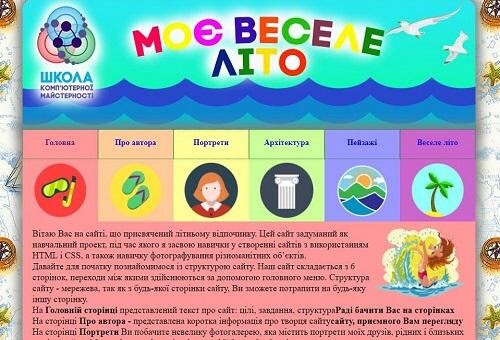 МОЄ ВЕСЕЛЕ
ЛІТО
ШКОЛА
КОМП'ЮТЕРНОЇ
МАЙСТЕРНОСТІ
Головна
Про автора
Портрети
Архітектура
Пейзажі
Веселе літо
Вітаю Вас на сайті, що присвячений літньому відпочинку. Цей сайт задуманий як
навчальний проект, під час якого я засвою навички у створенні сайтів з використанням
HTML і CSS, а також навичку фотографування різноманітних об'єктів.
Давайте для початку познайомимося із структурою сайту. Наш сайт складається з 6
сторінок, переходи між якими здійснюються за допомогою головного меню. Структура
сайту - мережева, так як з будь-якої сторінки сайту, Ви зможете потрапити на будь-яку
іншу сторінку.
На Головній сторінці представлений текст про сайт: цілі, завдання, структураРаді бачити Вас на сторінках
На сторінці Про автора - представлена коротка інформація про творця сайтусайту, приємного Вам перегляду
На сторінці Портрети Ви побачите невелику фотогалерею, яка містить портрети моїх друзів, рідних і близьких